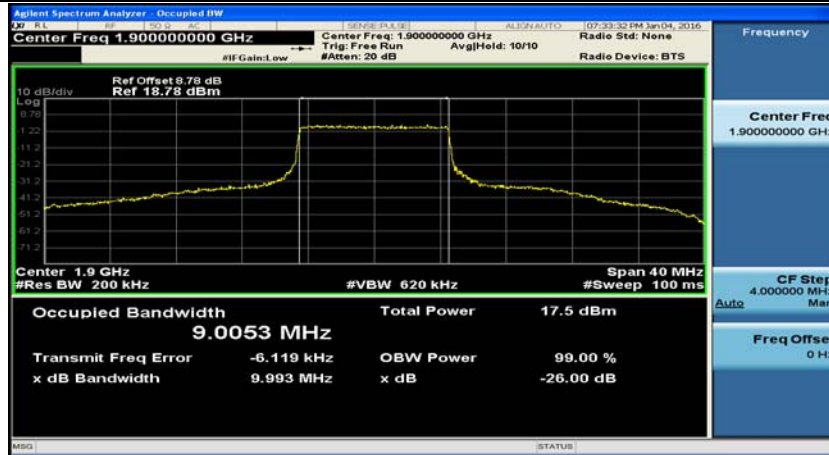 Agilent Spectrum Analyzer - Occupied BW
LXI RL RF 50 Ω AC SENSE:PULSE ALIGN AUTO 07:33:32 PM Jan 04, 2016
Center Freq 1.900000000 GHz
Center Freq: 1.900000000 GHz
Radio Std: None
Frequency
Trig: Free Run Avg|Hold: 10/10
#IFGain:Low #Atten: 20 dB Radio Device: BTS
Ref Offset 8.78 dB
10 dB/div Ref 18.78 dBm
Log
8.78
-1.22
-11.2
-21.2
-31.2
-41.2
-51.2
-61.2
-71.2
Center Freq
1.900000000 GHz
Center 1.9 GHz Span 40 MHz
#Res BW 200 kHz #VBW 620 kHz #Sweep 100 ms
CF Step
4.000000 MHz
Auto Man
Occupied Bandwidth Total Power 17.5 dBm
9.0053 MHz
Transmit Freq Error -6.119 kHz OBW Power 99.00 %
x dB Bandwidth 9.993 MHz x dB -26.00 dB
Freq Offset
0 Hz
MSG STATUS